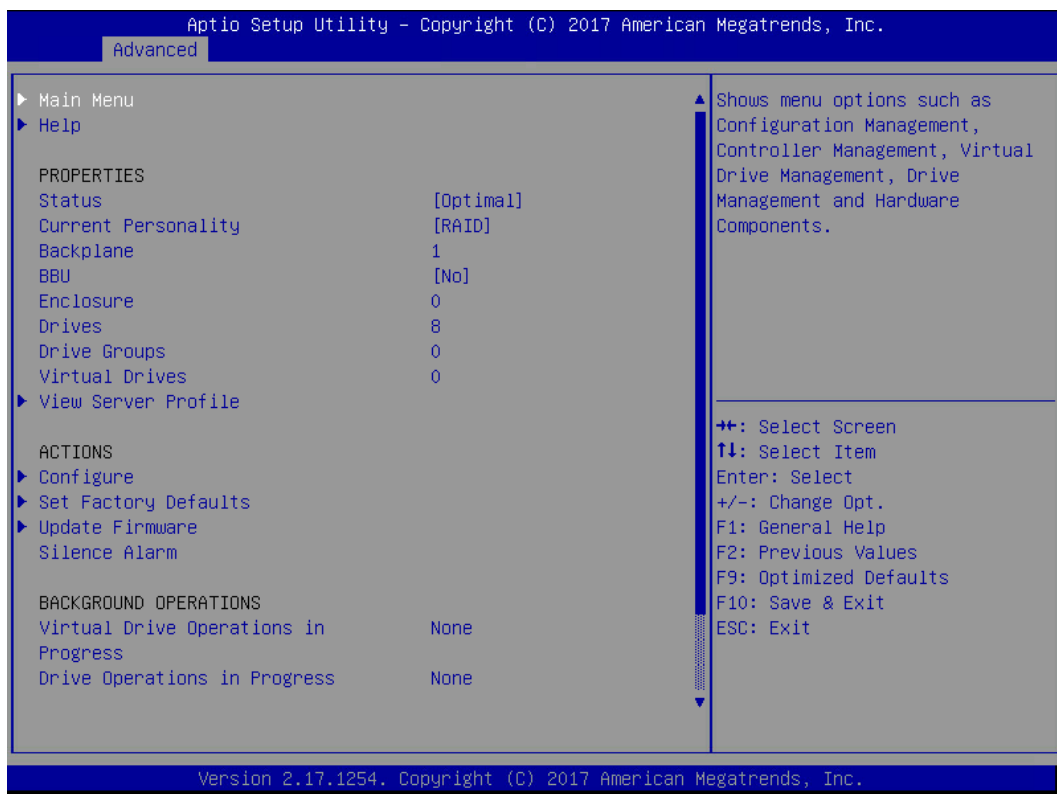 Aptio Setup Utility – Copyright (C) 2017 American Megatrends, Inc.
Advanced
Main Menu
Help
PROPERTIES
Status [Optimal]
Current Personality [RAID]
Backplane 1
BBU [No]
Enclosure 0
Drives 8
Drive Groups 0
Virtual Drives 0
View Server Profile
ACTIONS
Configure
Set Factory Defaults
Update Firmware
Silence Alarm
BACKGROUND OPERATIONS
Virtual Drive Operations in None
Progress
Drive Operations in Progress None
Shows menu options such as
Configuration Management,
Controller Management, Virtual
Drive Management, Drive
Management and Hardware
Components.
→←: Select Screen
↑↓: Select Item
Enter: Select
+/-: Change Opt.
F1: General Help
F2: Previous Values
F9: Optimized Defaults
F10: Save & Exit
ESC: Exit
Version 2.17.1254. Copyright (C) 2017 American Megatrends, Inc.